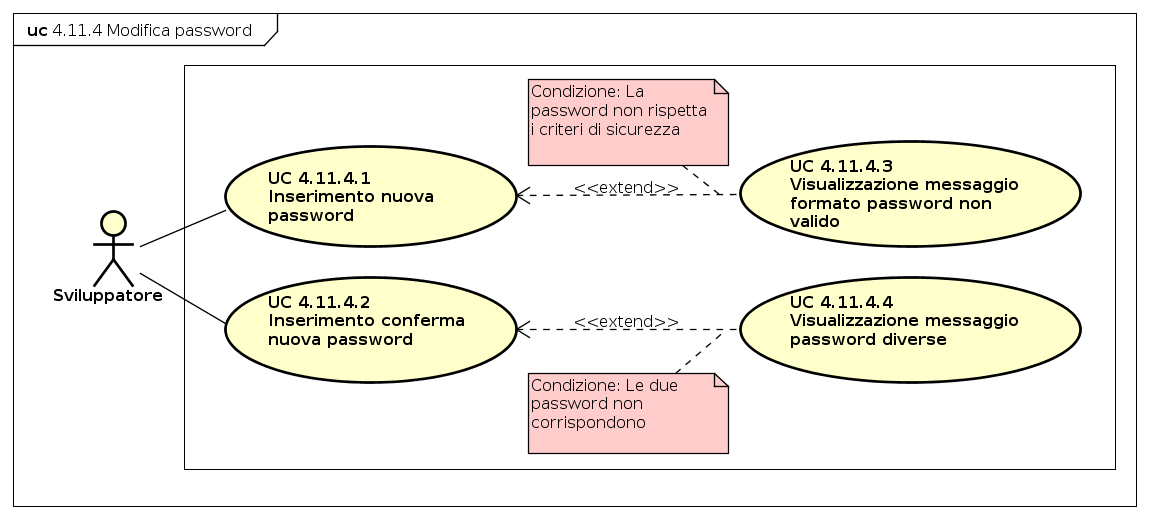 uc 4.11.4 Modifica password
Condizione: La
password non rispetta
i criteri di sicurezza
UC 4.11.4.1
Inserimento nuova
password
<<extend>>
UC 4.11.4.3
Visualizzazione messaggio
formato password non
valido
Sviluppatore
UC 4.11.4.2
Inserimento conferma
nuova password
<<extend>>
UC 4.11.4.4
Visualizzazione messaggio
password diverse
Condizione: Le due
password non
corrispondono